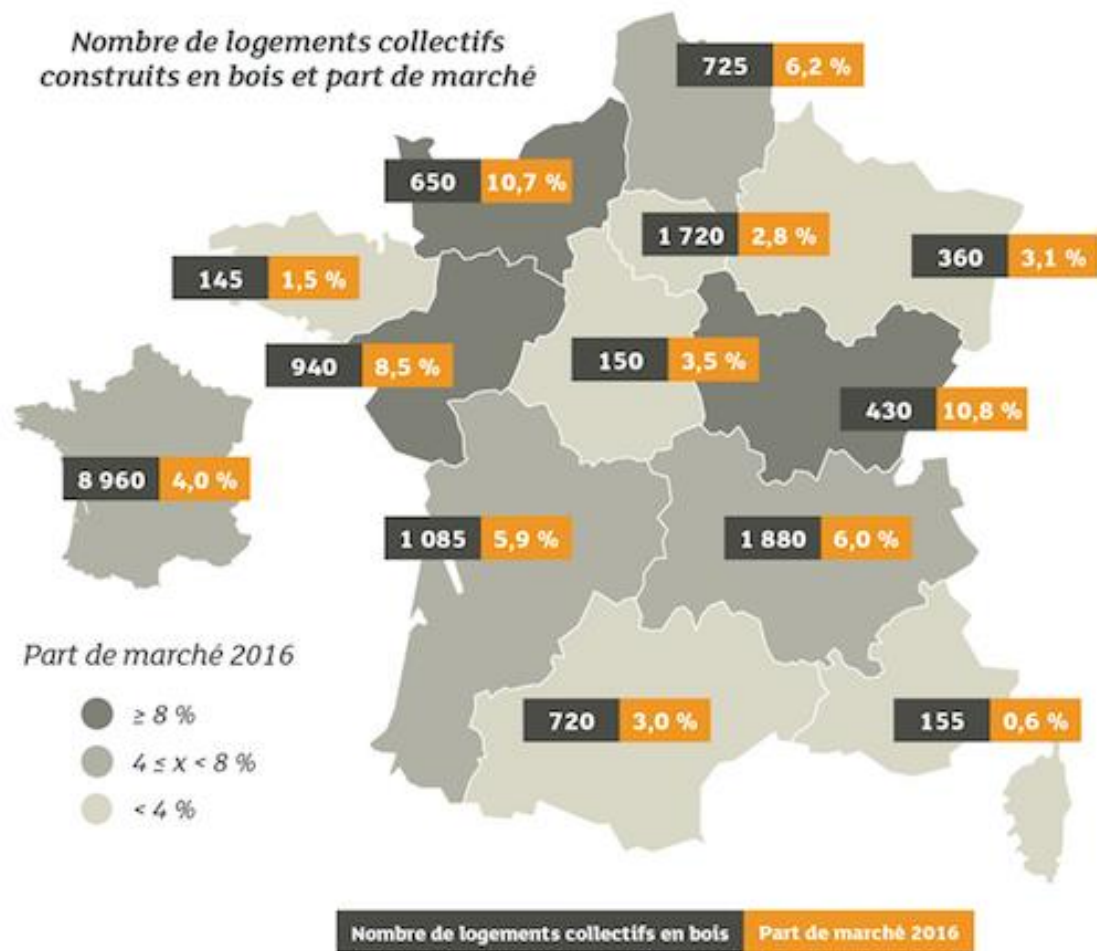 Nombre de logements collectifs
construits en bois et part de marché
725 6,2 %
650 10,7 %
1 720 2,8 %
360 3,1 %
145 1,5 %
940 8,5 %
150 3,5 %
430 10,8 %
8 960 4,0 %
1 085 5,9 %
1 880 6,0 %
Part de marché 2016
≥ 8 %
4 ≤ x < 8 %
< 4 %
720 3,0 %
155 0,6 %
Nombre de logements collectifs en bois Part de marché 2016